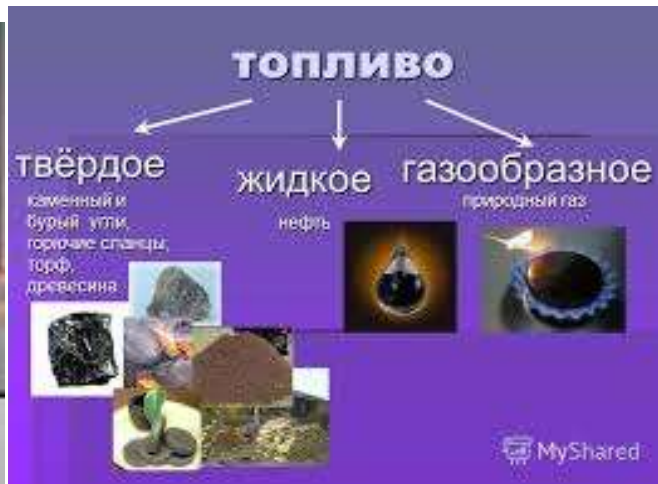 топливо
твёрдое
каменный и
бурый угли,
горючие сланцы,
торф,
древесина
жидкое
нефть
газообразное
природный газ
MyShared